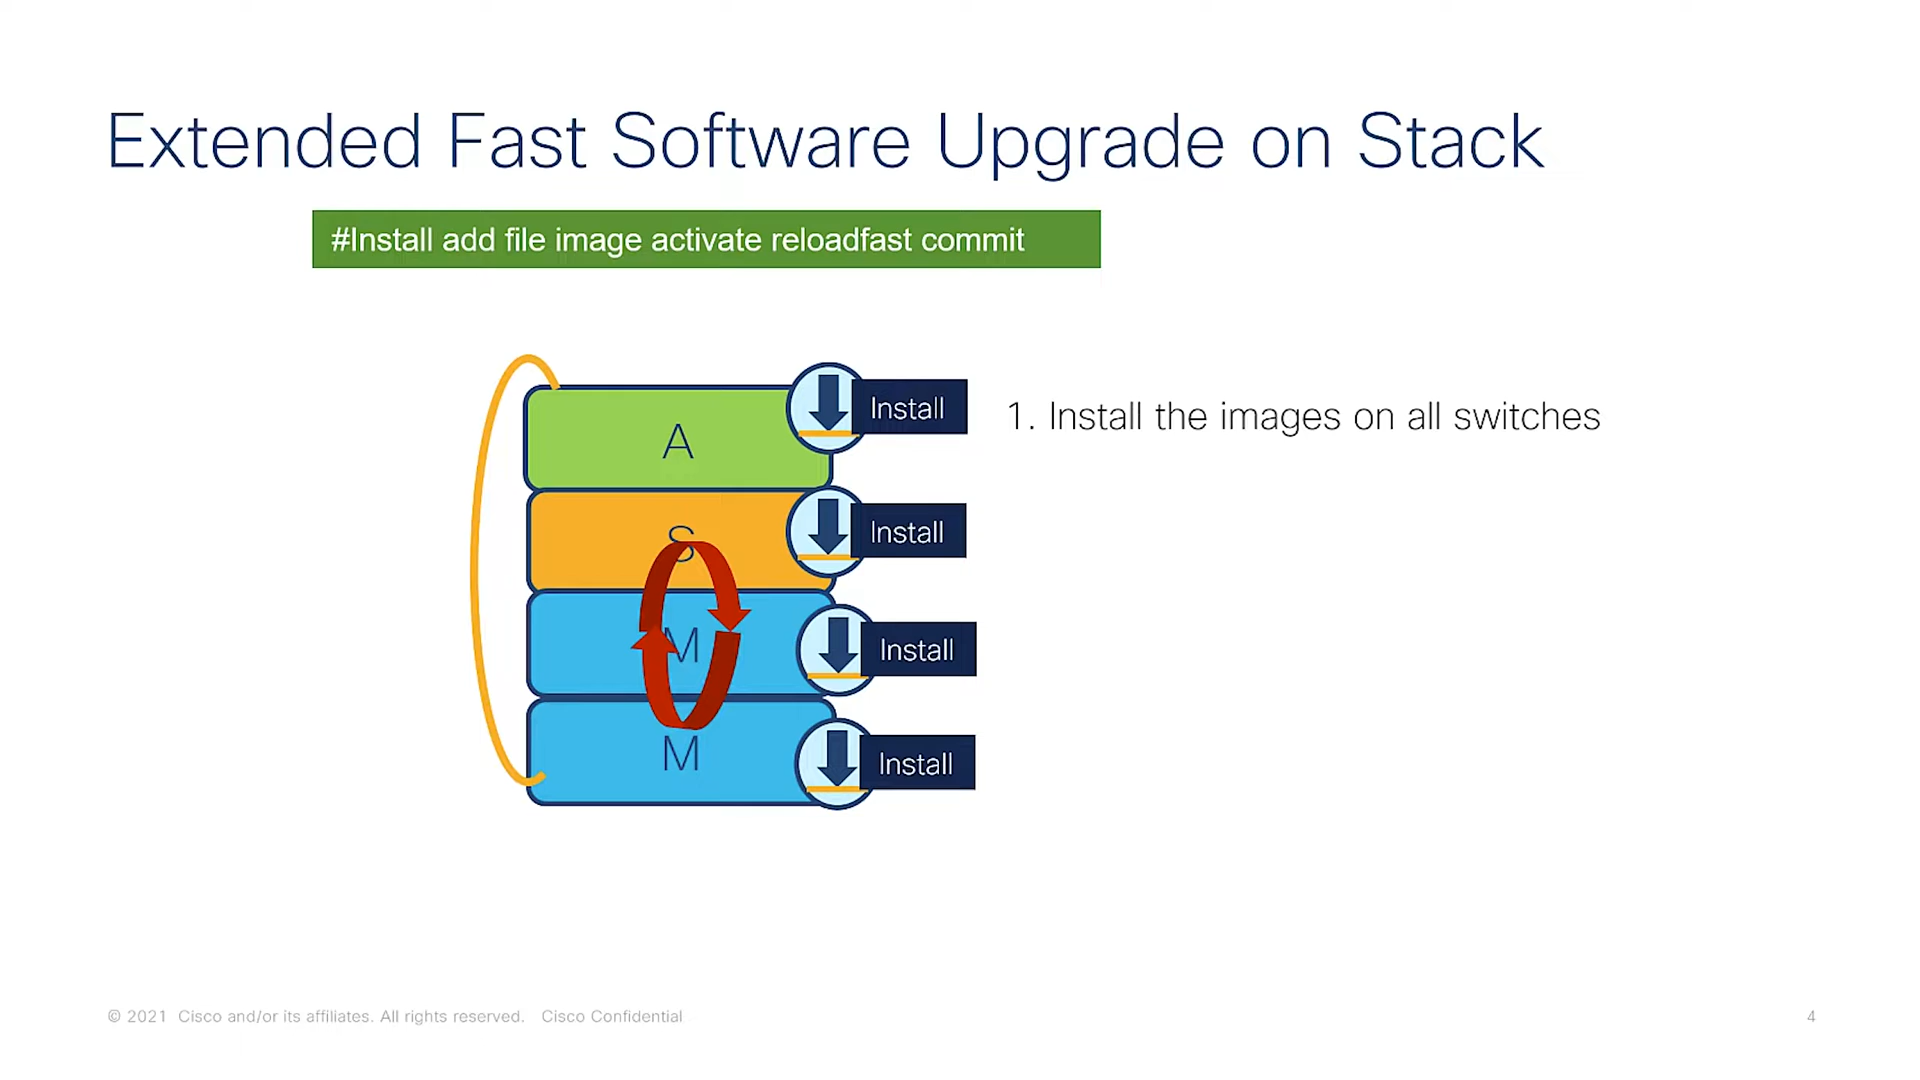 Extended Fast Software Upgrade on Stack
#Install add file image activate reloadfast commit
A
Install
1. Install the images on all switches
S
Install
M
Install
M
Install
© 2021 Cisco and/or its affiliates. All rights reserved. Cisco Confidential
4